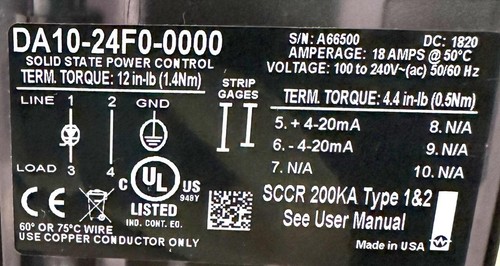 DA10-24F0-0000
SOLID STATE POWER CONTROL
TERM. TORQUE: 12 in-lb (1.4Nm)
S/N: A66500 DC: 1820
AMPERAGE: 18 AMPS @ 50°C
VOLTAGE: 100 to 240V~(ac) 50/60 Hz
LINE 1 2 GND
STRIP
GAGES
LOAD 3 4
TERM. TORQUE: 4.4 in-lb (0.5Nm)
5. + 4-20mA 8. N/A
6. - 4-20mA 9. N/A
7. N/A 10. N/A
CE
C UL US
LISTED 949Y
IND. CONT. EQ.
SCCR 200KA Type 1&2
See User Manual
60° OR 75°C WIRE
USE COPPER CONDUCTOR ONLY
Made in USA
W